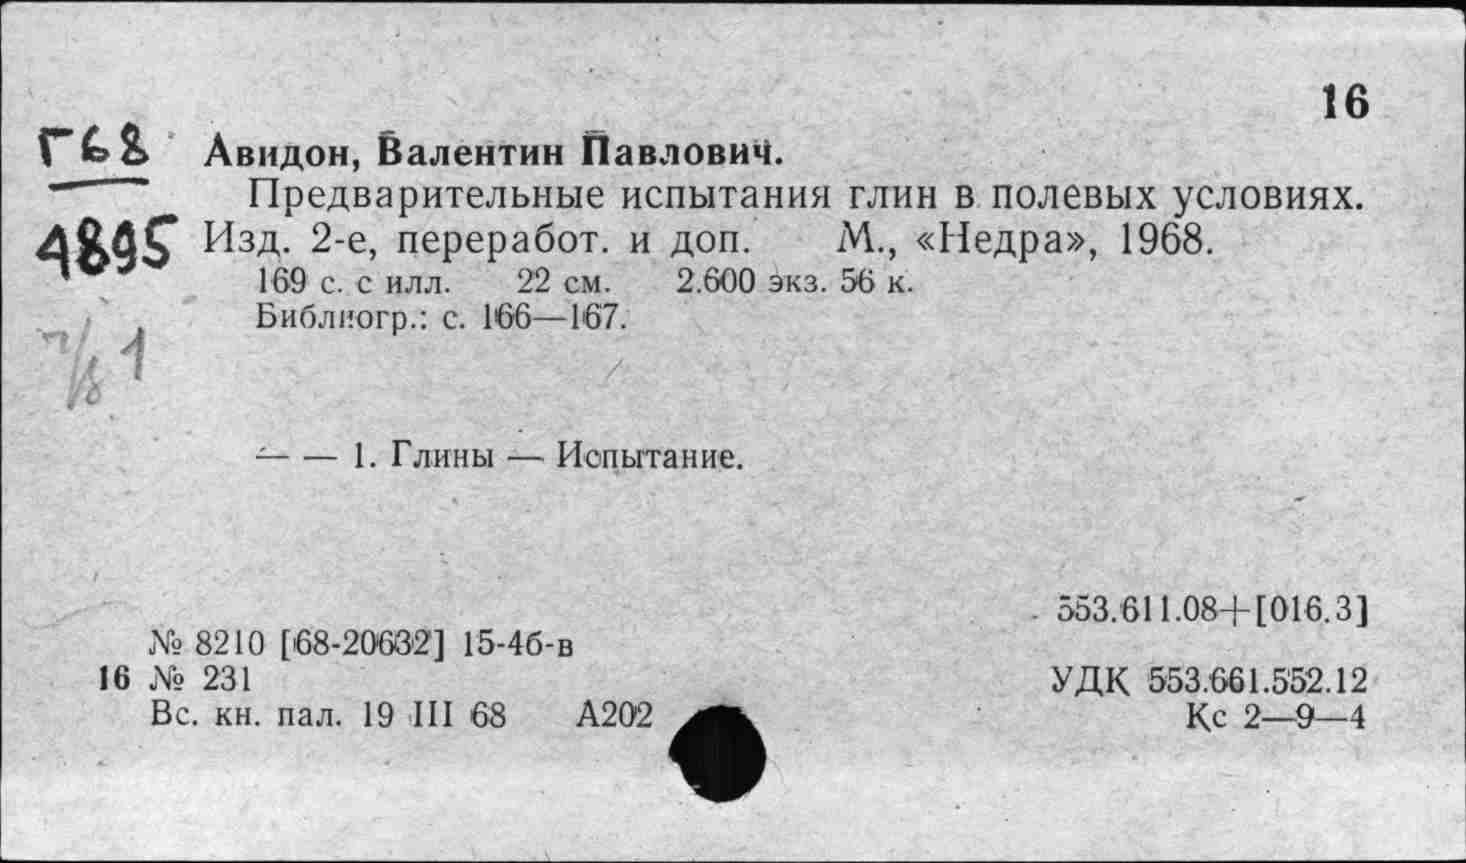 16
Г68 Авидон, Валентин Павлович.
Предварительные испытания глин в полевых условиях.
4895 Изд. 2-е, переработ. и доп. М., «Недра», 1968.
169 с. с илл. 22 см. 2.600 экз. 56 к.
Библиогр.: с. 166—167.
1
— — 1. Глины — Испытание.
553.611.08+[016.3]
№ 8210 [68-20632] 15-4б-в
16 № 231 УДК 553.661.552.12
Вс. кн. пал. 19 III 68 А202 Кс 2—9—4